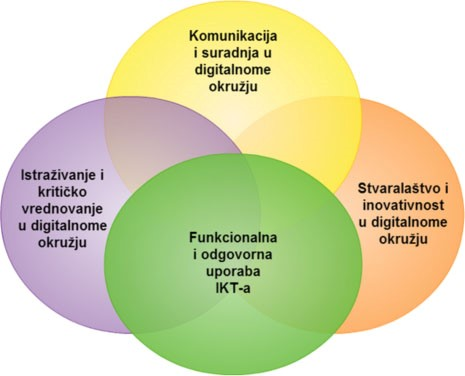 Komunikacija
i suradnja u
digitalnome
okružju
Istraživanje i
kritičko
vrednovanje
u digitalnome
okružju
Stvaralaštvo i
inovativnost
u digitalnome
okružju
Funkcionalna
i odgovorna
uporaba
IKT-a